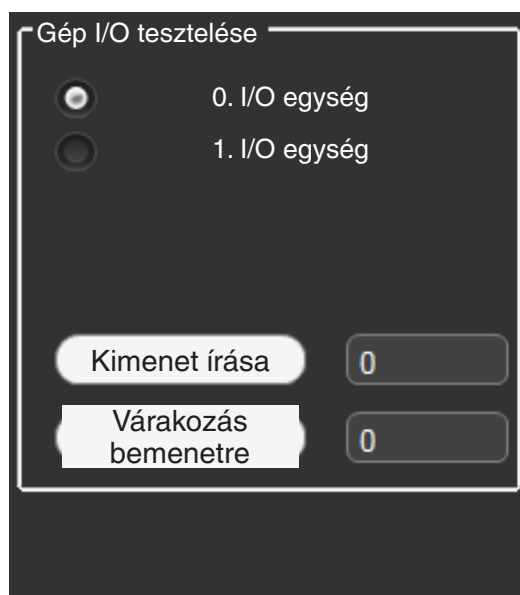 Gép I/O tesztelése
0. I/O egység
1. I/O egység
Kimenet írása
0
Várakozás
bemenetre
0